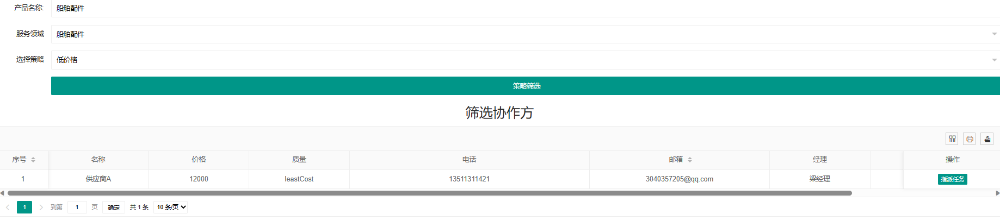 产品名称: 船舶配件
服务领域 船舶配件
选择策略 低价格
策略筛选
筛选协作方
序号 名称 价格 质量 电话 邮箱 经理 操作
1 供应商A 12000 leastCost 13511311421 3040357205@qq.com 梁经理 指派任务
1 到第 1 页 确定 共 1 条 10 条/页